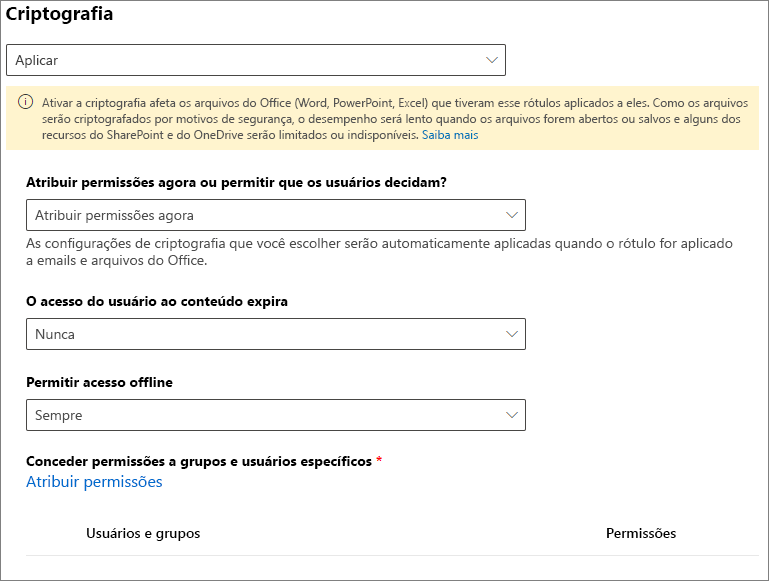 Criptografia
Aplicar
Ativar a criptografia afeta os arquivos do Office (Word, PowerPoint, Excel) que tiveram esse rótulos aplicados a eles. Como os arquivos
serão criptografados por motivos de segurança, o desempenho será lento quando os arquivos forem abertos ou salvos e alguns dos
recursos do SharePoint e do OneDrive serão limitados ou indisponíveis. Saiba mais
Atribuir permissões agora ou permitir que os usuários decidam?
Atribuir permissões agora
As configurações de criptografia que você escolher serão automaticamente aplicadas quando o rótulo for aplicado
a emails e arquivos do Office.
O acesso do usuário ao conteúdo expira
Nunca
Permitir acesso offline
Sempre
Conceder permissões a grupos e usuários específicos *
Atribuir permissões
Usuários e grupos Permissões